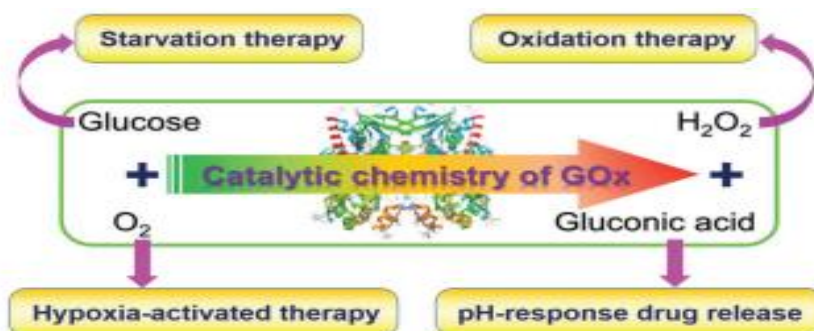 Starvation therapy
Oxidation therapy
Glucose
H₂O₂
+
Catalytic chemistry of GOx
+
O₂
Gluconic acid
Hypoxia-activated therapy
pH-response drug release